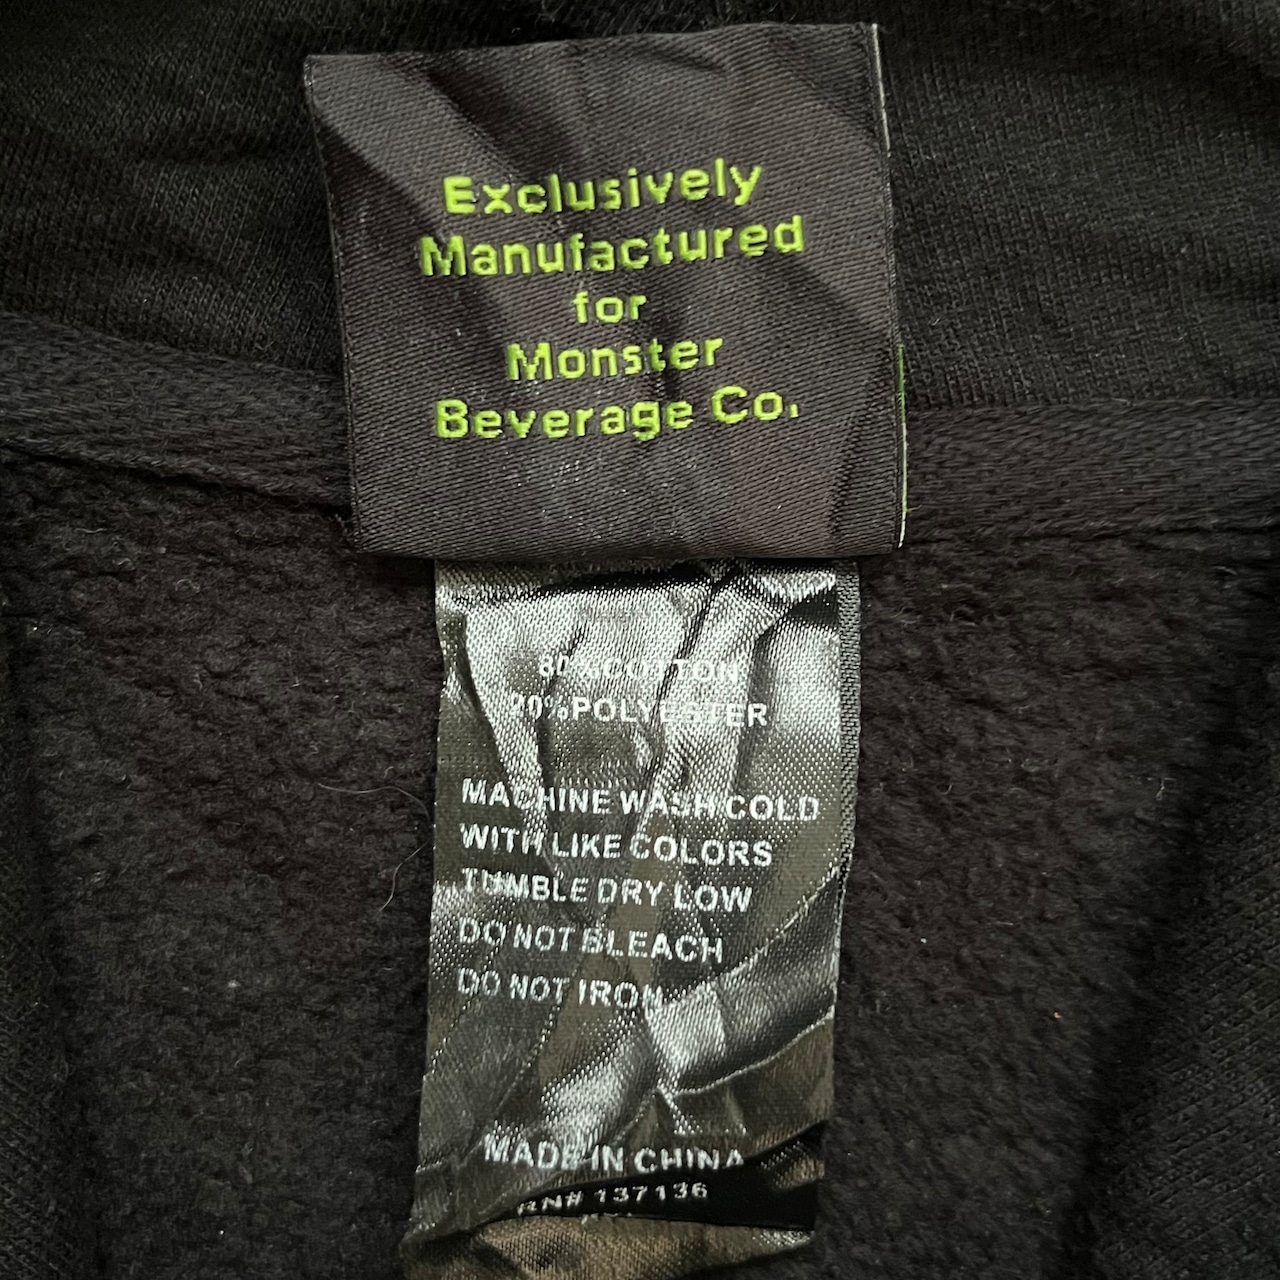 Exclusively
Manufactured
for
Monster
Beverage Co.
80%COTTON
20%POLYESTER
MACHINE WASH COLD
WITH LIKE COLORS
TUMBLE DRY LOW
DO NOT BLEACH
DO NOT IRON
MADE IN CHINA
RN# 137136